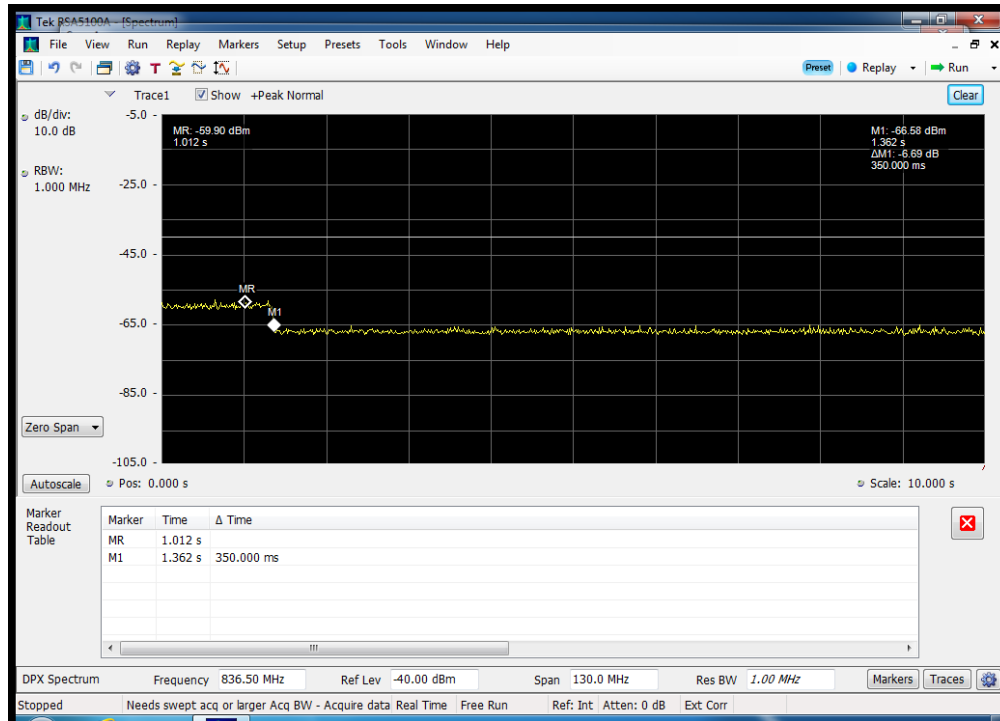 Tek RSA5100A - [Spectrum]
File View Run Replay Markers Setup Presets Tools Window Help
T Preset Replay Run
Trace1 Show +Peak Normal Clear
dB/div:
10.0 dB
RBW:
1.000 MHz
-5.0
-25.0
-45.0
-65.0
-85.0
-105.0
MR: -59.90 dBm
1.012 s
M1: -66.58 dBm
1.362 s
ΔM1: -6.69 dB
350.000 ms
MR
M1
Zero Span
Autoscale Pos: 0.000 s Scale: 10.000 s
Marker
Readout
Table
Marker Time Δ Time
MR 1.012 s
M1 1.362 s 350.000 ms
DPX Spectrum Frequency 836.50 MHz Ref Lev -40.00 dBm Span 130.0 MHz Res BW 1.00 MHz Markers Traces
Stopped Needs swept acq or larger Acq BW - Acquire data Real Time Free Run Ref: Int Atten: 0 dB Ext Corr